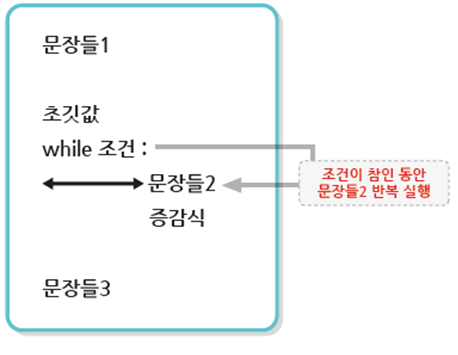 문장들1
초깃값
while 조건 :
문장들2
증감식
조건이 참인 동안
문장들2 반복 실행
문장들3